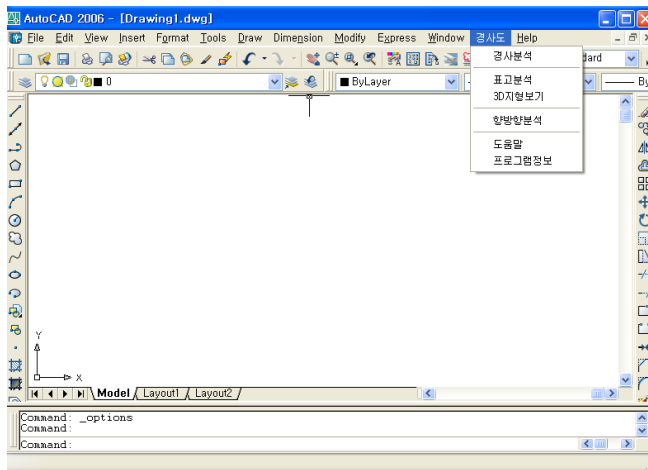 AutoCAD 2006 - [Drawing1.dwg]
File Edit View Insert Format Tools Draw Dimension Modify Express Window 경사도 Help
dard
0
ByLayer
By
경사분석
표고분석
3D지형보기
향방향분석
도움말
프로그램정보
Y
X
Model Layout1 Layout2
Command: _options
Command:
Command: